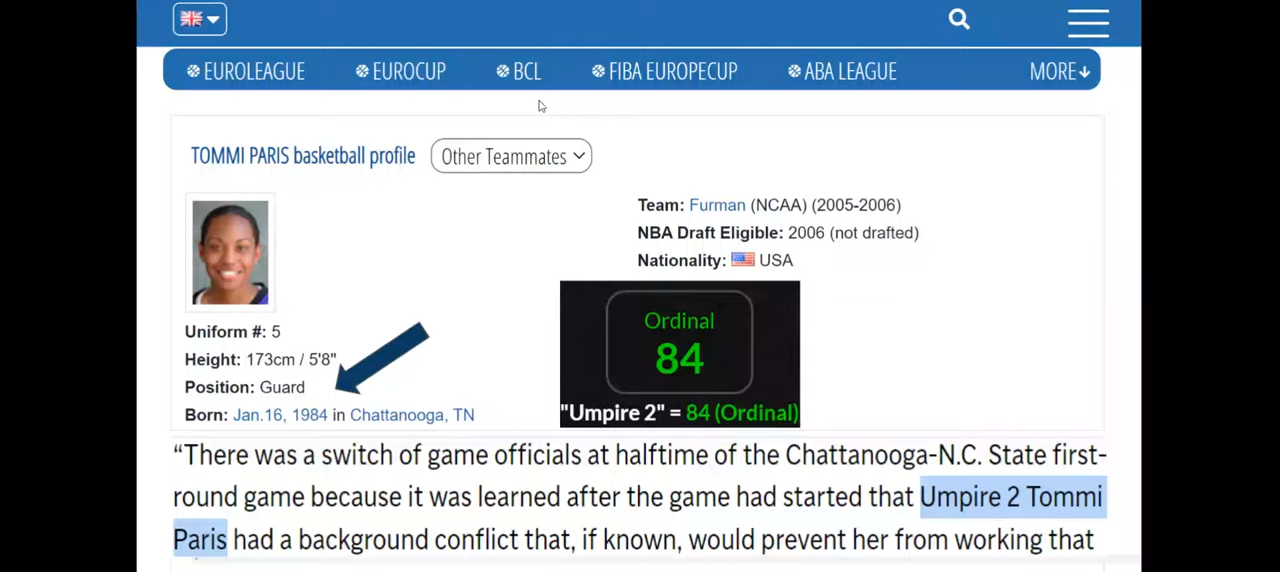 EUROLEAGUE EUROCUP BCL FIBA EUROPECUP ABA LEAGUE MORE
TOMMI PARIS basketball profile Other Teammates
Team: Furman (NCAA) (2005-2006)
NBA Draft Eligible: 2006 (not drafted)
Nationality: USA
Uniform #: 5
Height: 173cm / 5'8"
Position: Guard
Born: Jan.16, 1984 in Chattanooga, TN
Ordinal
84
"Umpire 2" = 84 (Ordinal)
“There was a switch of game officials at halftime of the Chattanooga-N.C. State first-
round game because it was learned after the game had started that Umpire 2 Tommi
Paris had a background conflict that, if known, would prevent her from working that